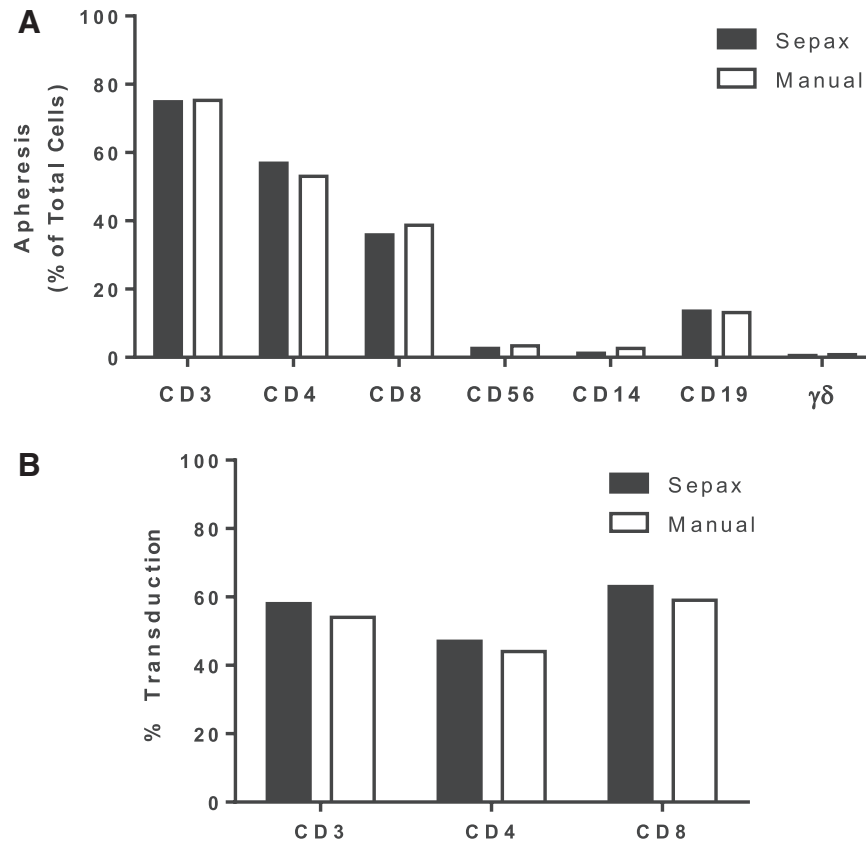 A
Apheresis
(% of Total Cells)
100
80
60
40
20
0
Sepax
Manual
CD3 CD4 CD8 CD56 CD14 CD19 γδ
B
% Transduction
100
80
60
40
20
0
Sepax
Manual
CD3 CD4 CD8